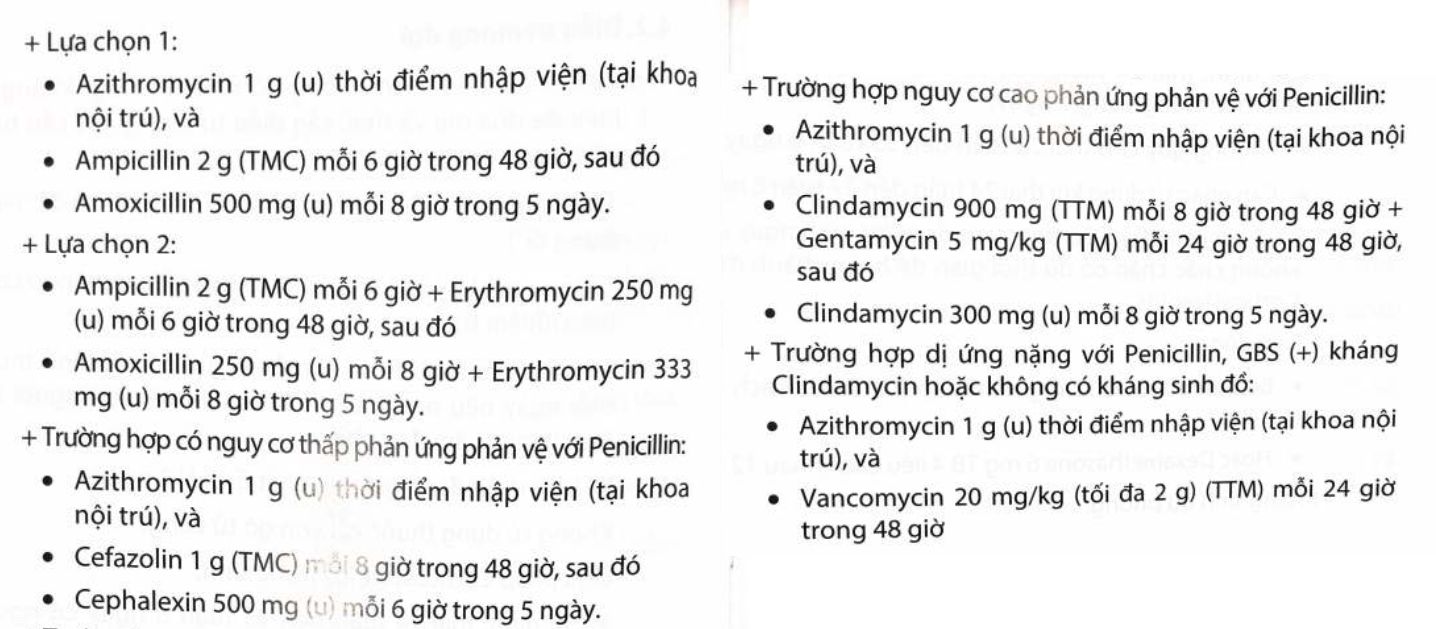 + Lựa chọn 1:
• Azithromycin 1 g (u) thời điểm nhập viện (tại khoa
nội trú), và
• Ampicillin 2 g (TMC) mỗi 6 giờ trong 48 giờ, sau đó
• Amoxicillin 500 mg (u) mỗi 8 giờ trong 5 ngày.
+ Lựa chọn 2:
• Ampicillin 2 g (TMC) mỗi 6 giờ + Erythromycin 250 mg
(u) mỗi 6 giờ trong 48 giờ, sau đó
• Amoxicillin 250 mg (u) mỗi 8 giờ + Erythromycin 333
mg (u) mỗi 8 giờ trong 5 ngày.
+ Trường hợp có nguy cơ thấp phản ứng phản vệ với Penicillin:
• Azithromycin 1 g (u) thời điểm nhập viện (tại khoa
nội trú), và
• Cefazolin 1 g (TMC) mỗi 8 giờ trong 48 giờ, sau đó
• Cephalexin 500 mg (u) mỗi 6 giờ trong 5 ngày.
+ Trường hợp nguy cơ cao phản ứng phản vệ với Penicillin:
• Azithromycin 1 g (u) thời điểm nhập viện (tại khoa nội
trú), và
• Clindamycin 900 mg (TTM) mỗi 8 giờ trong 48 giờ +
Gentamycin 5 mg/kg (TTM) mỗi 24 giờ trong 48 giờ,
sau đó
• Clindamycin 300 mg (u) mỗi 8 giờ trong 5 ngày.
+ Trường hợp dị ứng nặng với Penicillin, GBS (+) kháng
Clindamycin hoặc không có kháng sinh đồ:
• Azithromycin 1 g (u) thời điểm nhập viện (tại khoa nội
trú), và
• Vancomycin 20 mg/kg (tối đa 2 g) (TTM) mỗi 24 giờ
trong 48 giờ